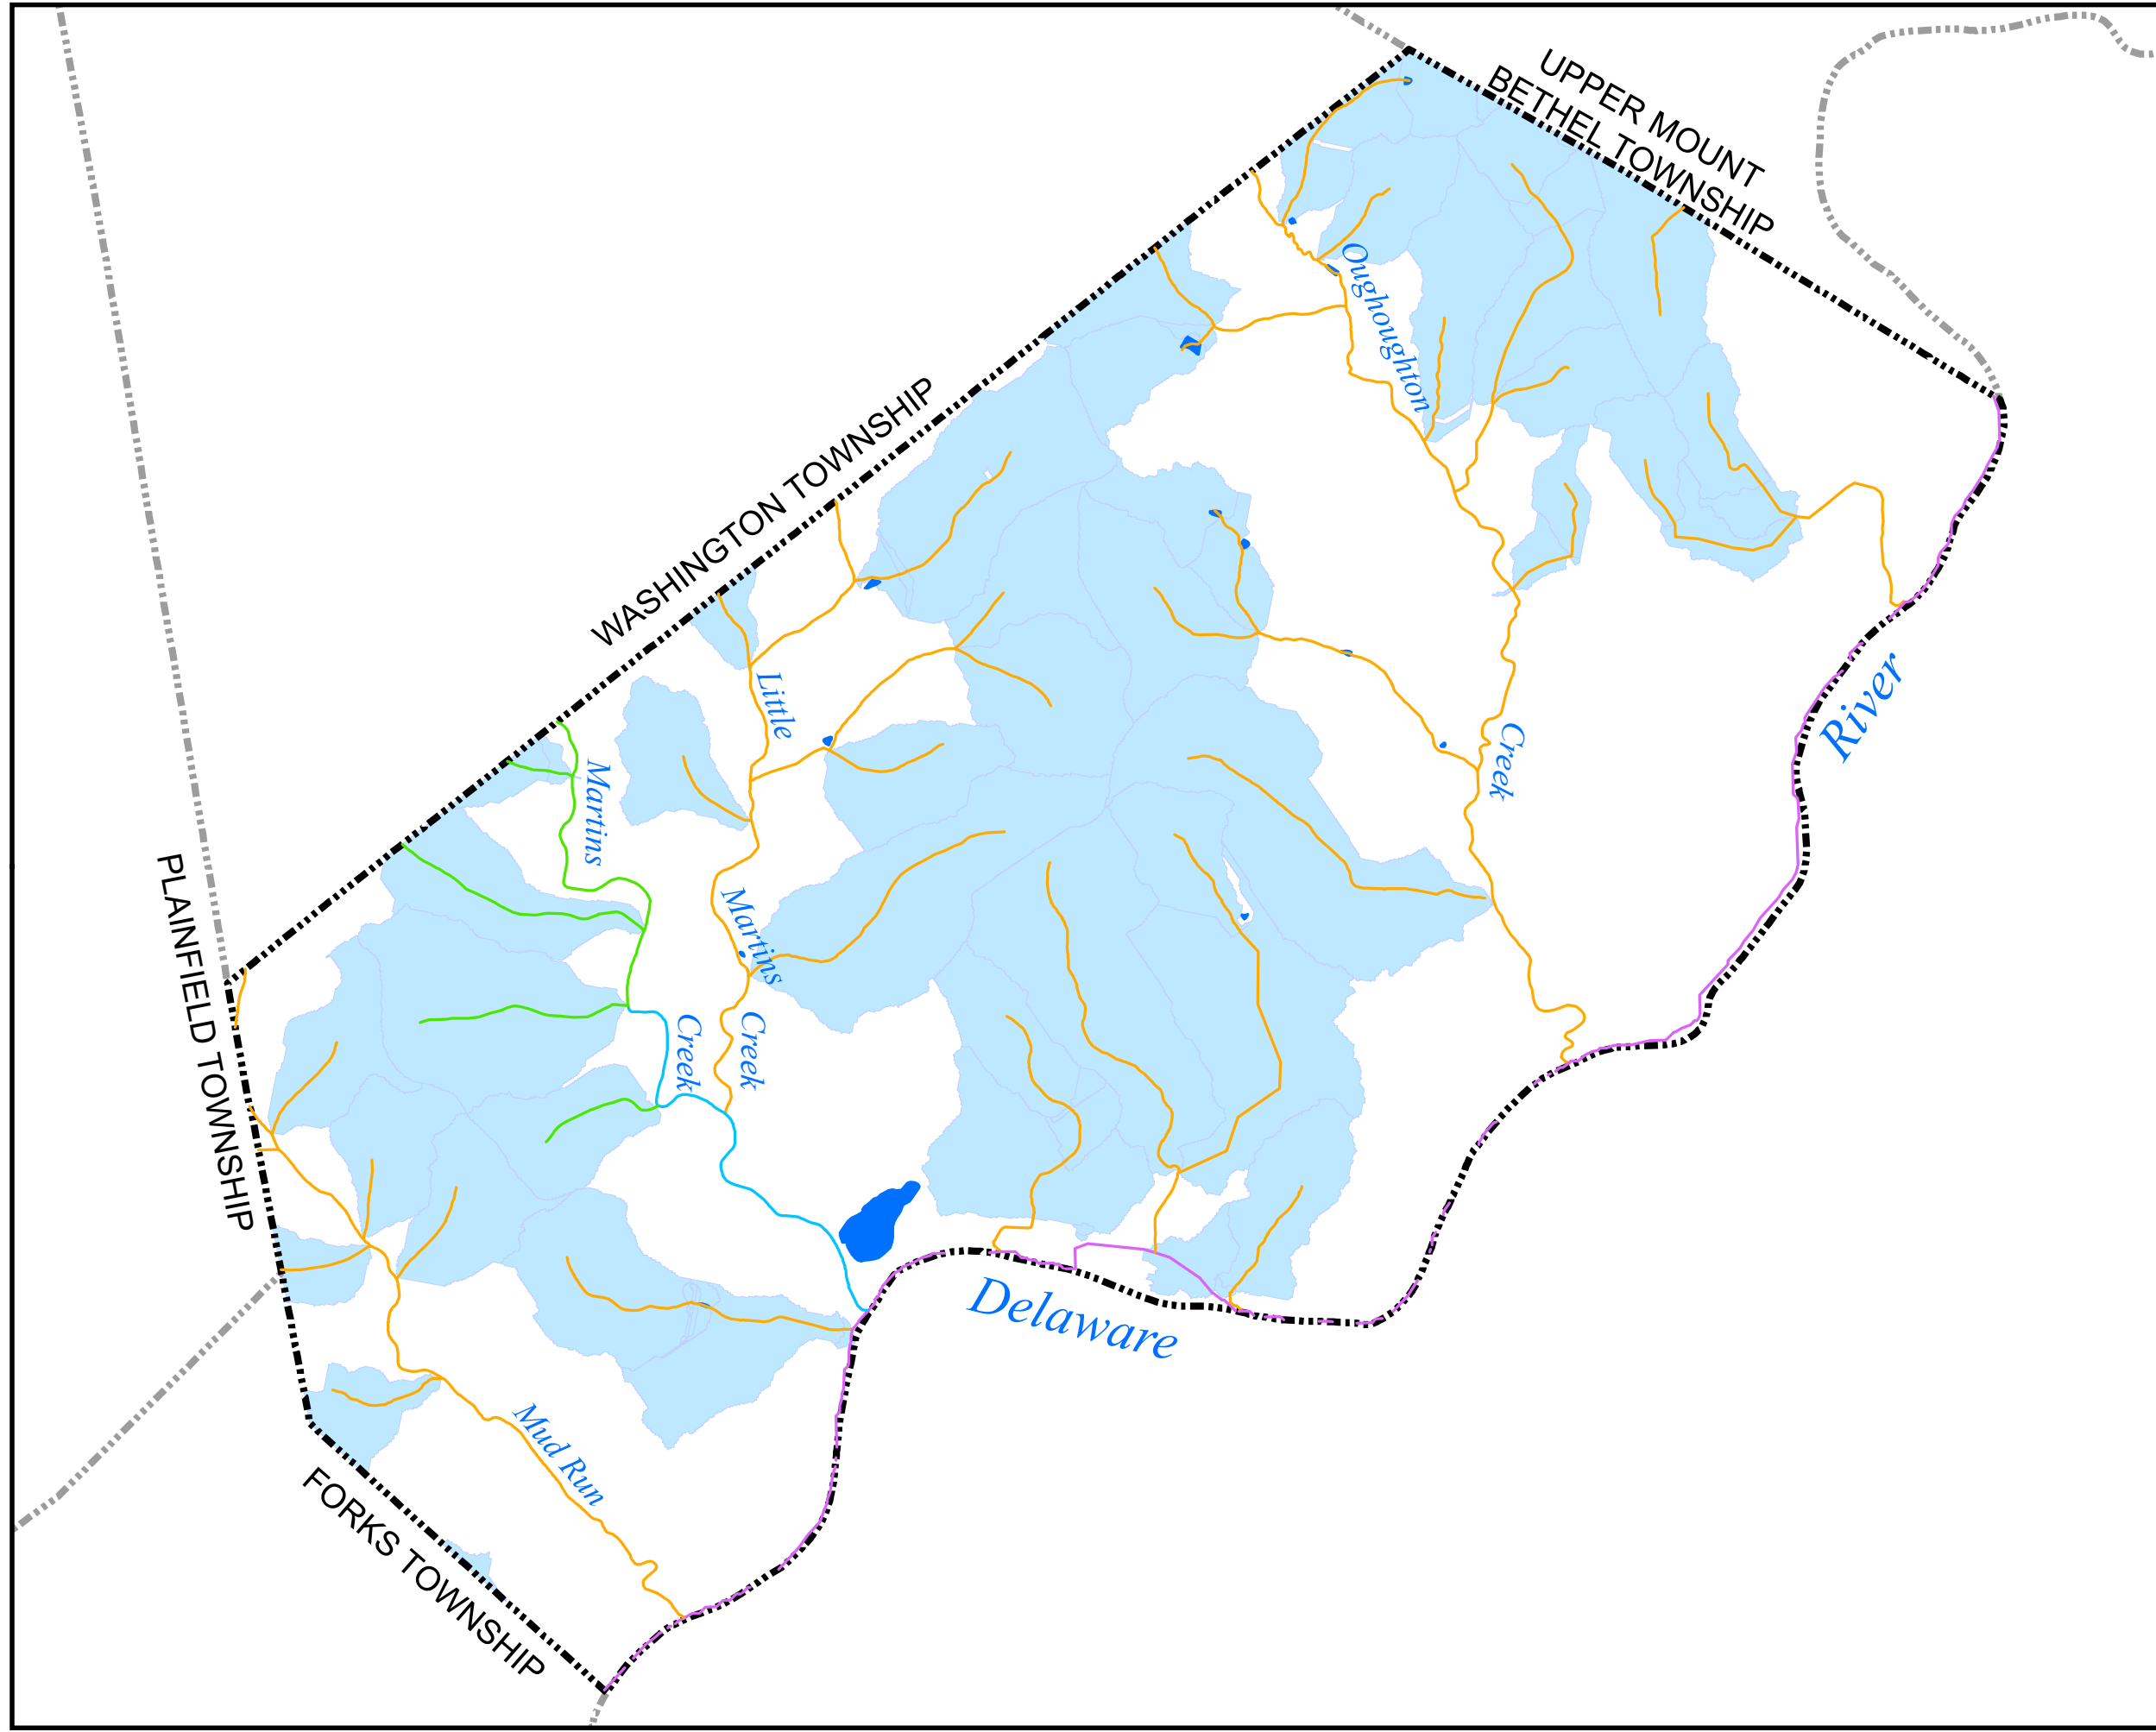 UPPER MOUNT
BETHEL TOWNSHIP
Oughoughton
WASHINGTON TOWNSHIP
River
Little
Creek
Martins
PLAINFIELD TOWNSHIP
Martins
Creek
Creek
Delaware
Mud Run
FORKS TOWNSHIP